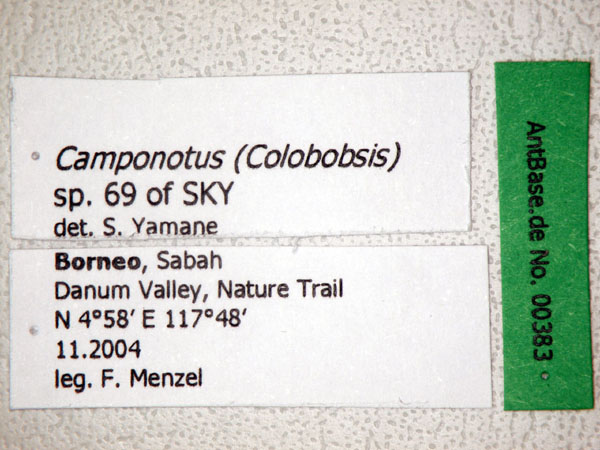 Camponotus (Colobobsis)
sp. 69 of SKY
det. S. Yamane
Borneo, Sabah
Danum Valley, Nature Trail
N 4°58′ E 117°48′
11.2004
leg. F. Menzel
AntBase.de No. 00383